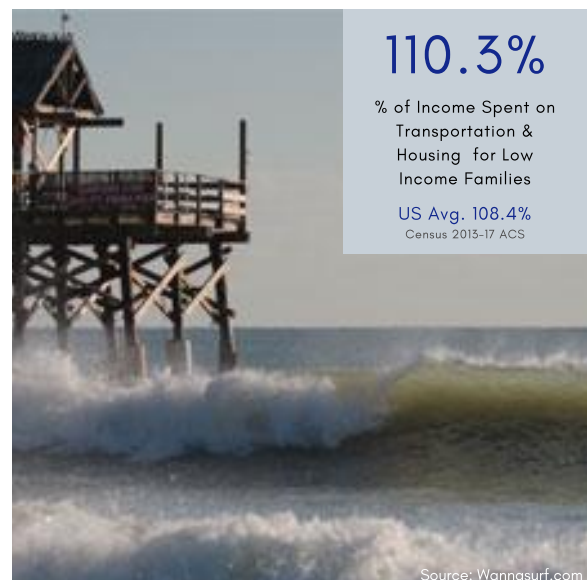 110.3%
% of Income Spent on
Transportation &
Housing for Low
Income Families
US Avg. 108.4%
Census 2013-17 ACS
Source: Wannasurf.com